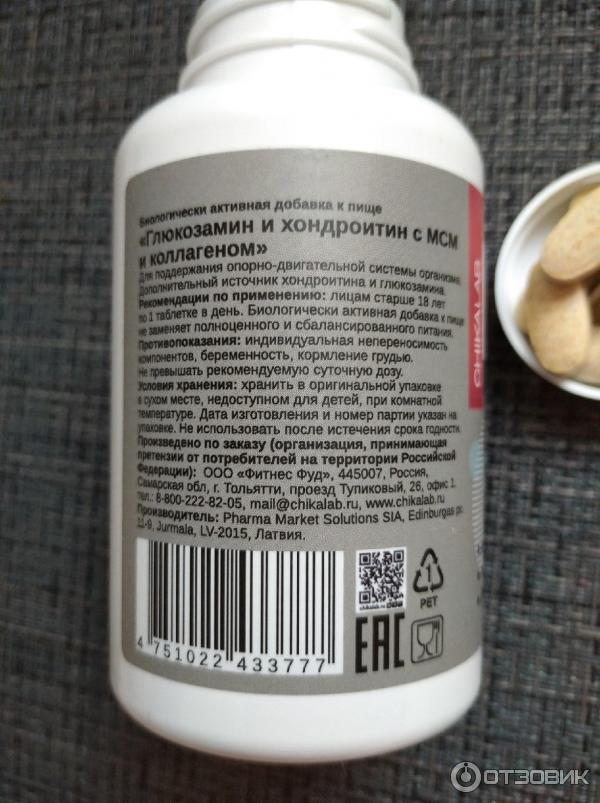 Биологически активная добавка к пище
«Глюкозамин и хондроитин с МСМ
и коллагеном»
Для поддержания опорно-двигательной системы организма.
Дополнительный источник хондроитина и глюкозамина.
Рекомендации по применению: лицам старше 18 лет
по 1 таблетке в день. Биологически активная добавка к пище
не заменяет полноценного и сбалансированного питания.
Противопоказания: индивидуальная непереносимость
компонентов, беременность, кормление грудью.
Не превышать рекомендуемую суточную дозу.
Условия хранения: хранить в оригинальной упаковке
в сухом месте, недоступном для детей, при комнатной
температуре. Дата изготовления и номер партии указан на
упаковке. Не использовать после истечения срока годности.
Произведено по заказу (организация, принимающая
претензии от потребителей на территории Российской
Федерации): ООО «Фитнес Фуд», 445007, Россия,
Самарская обл, г. Тольятти, проезд Тупиковый, 26, офис 1.
тел.: 8-800-222-82-05, mail@chikalab.ru, www.chikalab.ru
Производитель: Pharma Market Solutions SIA, Edinburgas pr.
11-9, Jurmala, LV-2015, Латвия.
4 751022 433777
chikalab.ru
1
PET
EAC
CHIKALAB
ОТЗОВИК